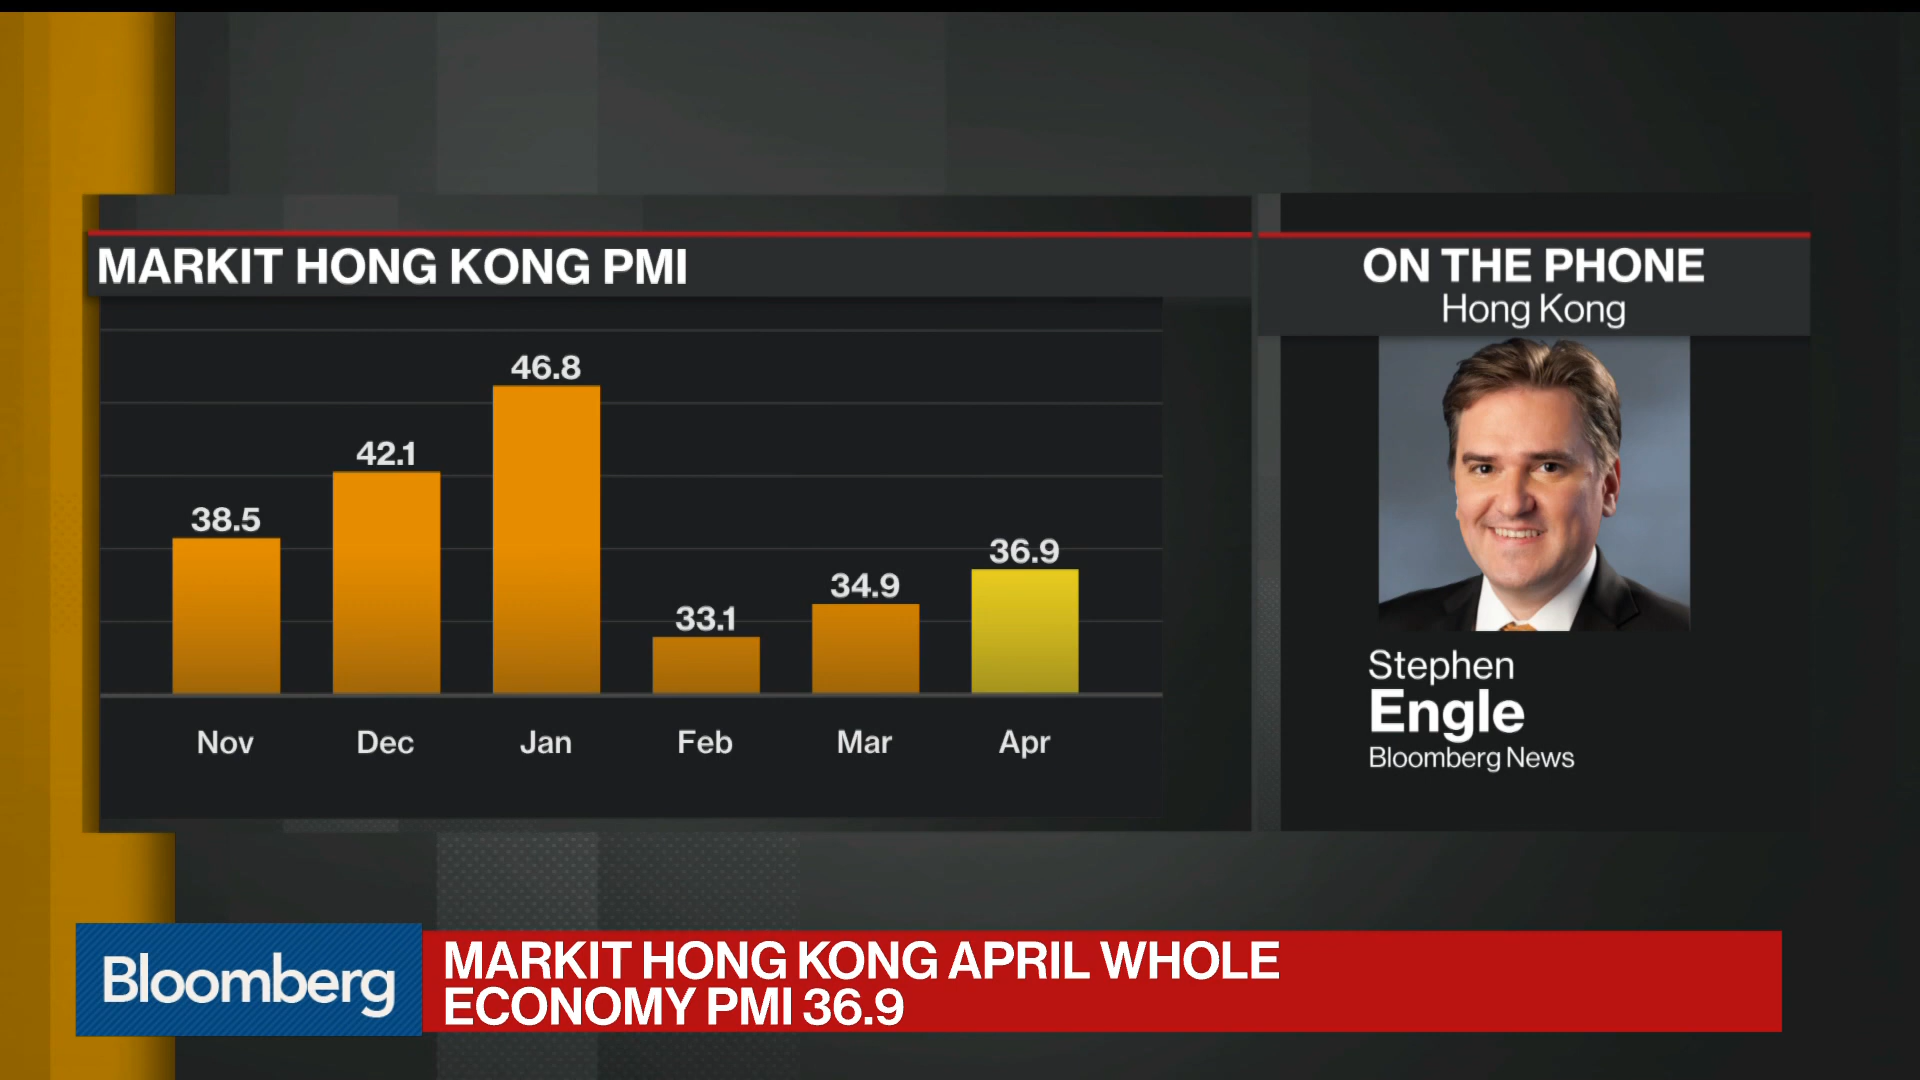 MARKIT HONG KONG PMI
38.5
42.1
46.8
33.1
34.9
36.9
Nov
Dec
Jan
Feb
Mar
Apr
ON THE PHONE
Hong Kong
Stephen
Engle
Bloomberg News
Bloomberg
MARKIT HONG KONG APRIL WHOLE
ECONOMY PMI 36.9